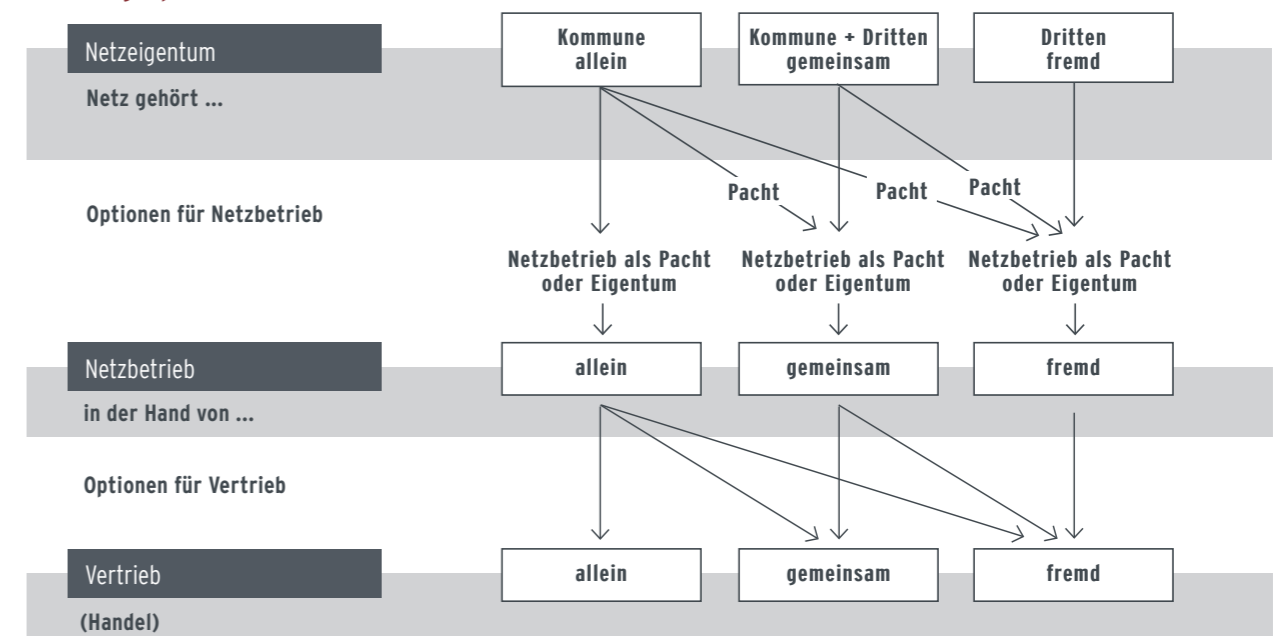 Netzeigentum
Netz gehört ...
Kommune
allein
Kommune + Dritten
gemeinsam
Dritten
fremd
Pacht
Pacht
Pacht
Optionen für Netzbetrieb
Netzbetrieb als Pacht
oder Eigentum
Netzbetrieb als Pacht
oder Eigentum
Netzbetrieb als Pacht
oder Eigentum
Netzbetrieb
in der Hand von ...
allein
gemeinsam
fremd
Optionen für Vertrieb
Vertrieb
(Handel)
allein
gemeinsam
fremd